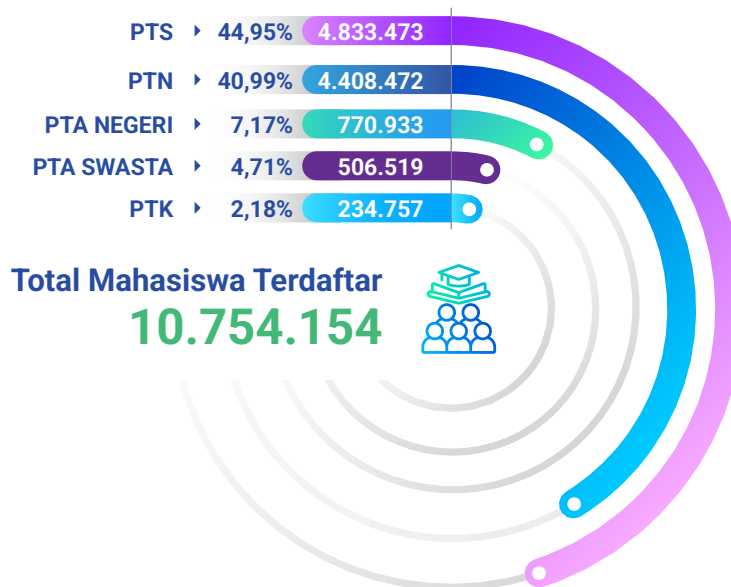 PTS 44,95% 4.833.473
PTN 40,99% 4.408.472
PTA NEGERI 7,17% 770.933
PTA SWASTA 4,71% 506.519
PTK 2,18% 234.757
Total Mahasiswa Terdaftar
10.754.154